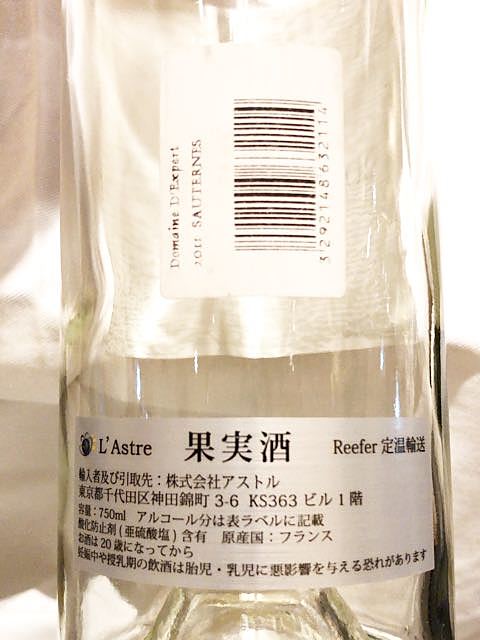 Domaine D'Expert
2011 SAUTERNES
3292148632114
L'Astre 果実酒 Reefer 定温輸送
輸入者及び引取先：株式会社アストル
東京都千代田区神田錦町 3-6 KS363 ビル 1 階
容量：750ml アルコール分は表ラベルに記載
酸化防止剤 ( 亜硫酸塩 ) 含有 原産国：フランス
お酒は 20 歳になってから
妊娠中や授乳期の飲酒は胎児・乳児に悪影響を与える恐れがあります